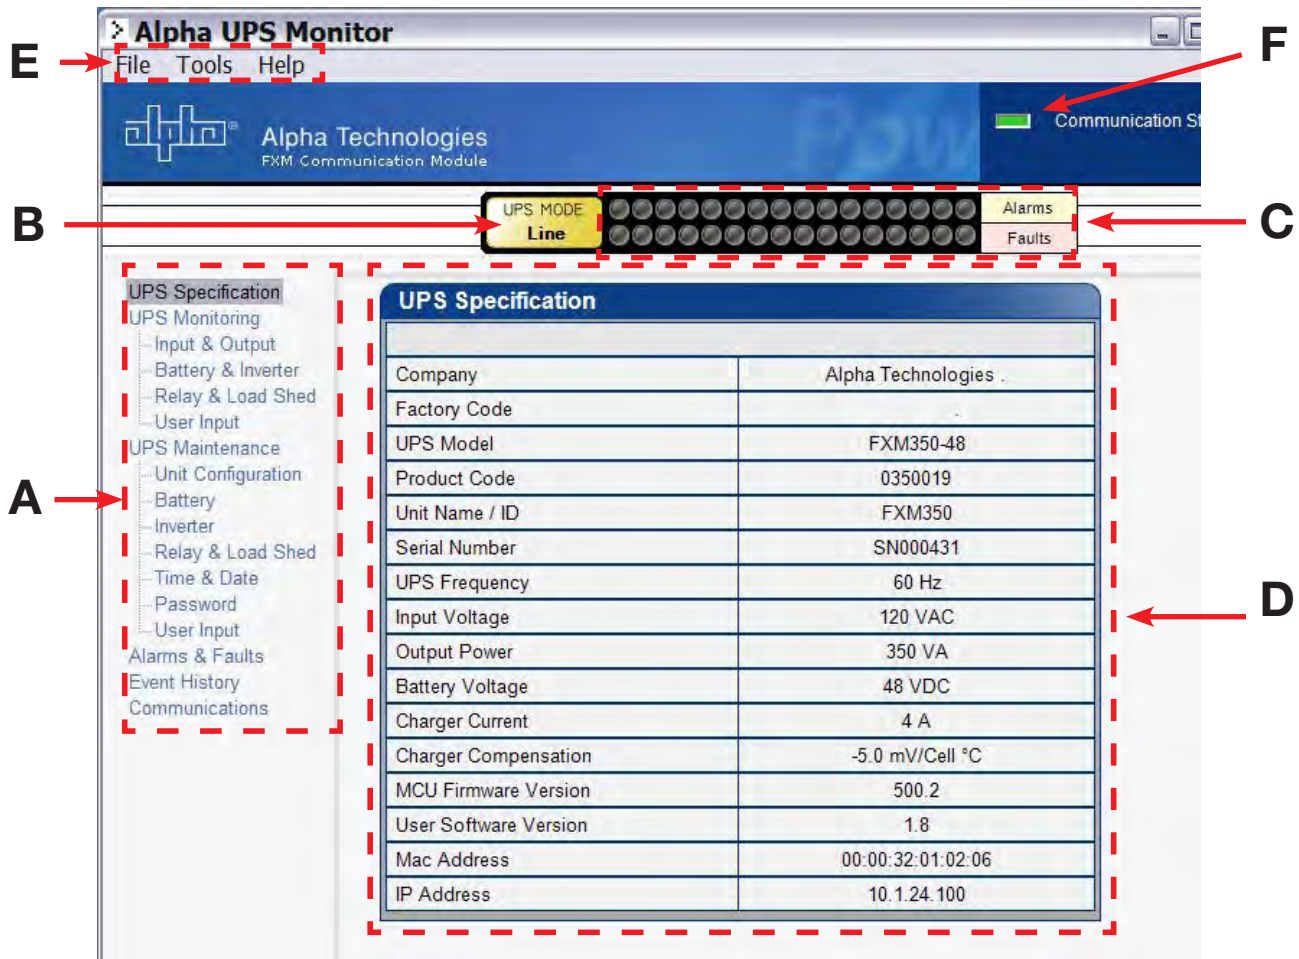 Alpha UPS Monitor
E
File Tools Help
F
alpha®
Alpha Technologies
FXM Communication Module
Pow
Communication St
B
UPS MODE
Line
Alarms
Faults
C
A
UPS Specification
UPS Monitoring
Input & Output
Battery & Inverter
Relay & Load Shed
User Input
UPS Maintenance
Unit Configuration
Battery
Inverter
Relay & Load Shed
Time & Date
Password
User Input
Alarms & Faults
Event History
Communications
UPS Specification
Company Alpha Technologies .
Factory Code .
UPS Model FXM350-48
Product Code 0350019
Unit Name / ID FXM350
Serial Number SN000431
UPS Frequency 60 Hz
Input Voltage 120 VAC
Output Power 350 VA
Battery Voltage 48 VDC
Charger Current 4 A
Charger Compensation -5.0 mV/Cell °C
MCU Firmware Version 500.2
User Software Version 1.8
Mac Address 00:00:32:01:02:06
IP Address 10.1.24.100
D